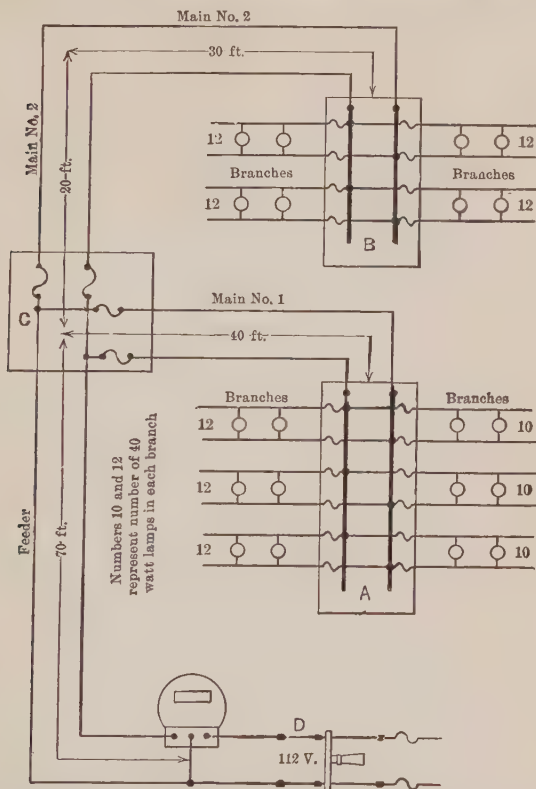 Main No. 2
30 ft.
Main No. 2
20-ft.
12
12
Branches
Branches
12
12
B
C
Main No. 1
40 ft.
Branches
Branches
12
10
12
10
12
10
Numbers 10 and 12
represent number of 40
watt lamps in each branch
A
Feeder
70-ft.
D
112 V.